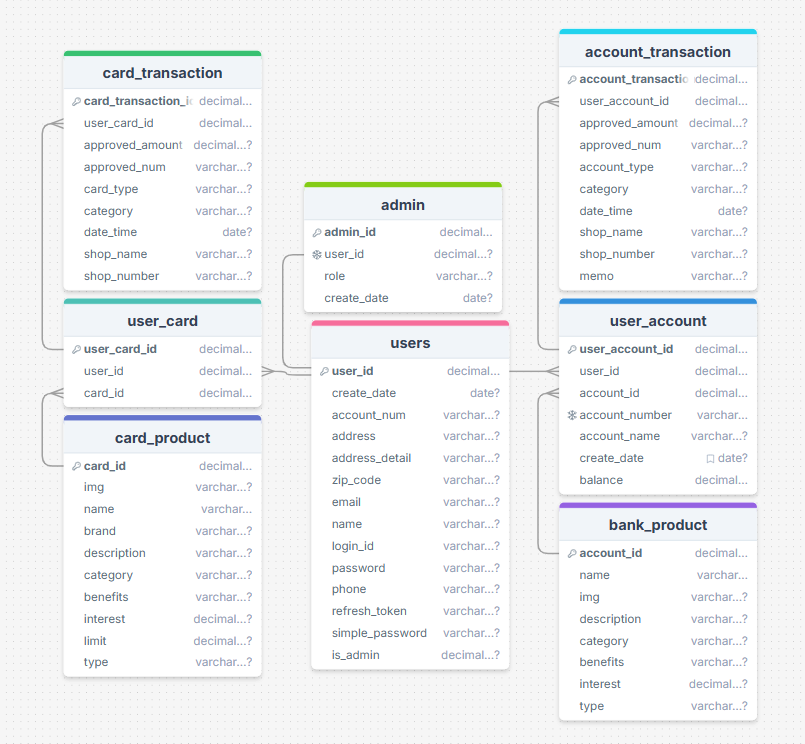 card_transaction
card_transaction_i decimal...
user_card_id decimal...
approved_amount decimal...?
approved_num varchar...?
card_type varchar...?
category varchar...?
date_time date?
shop_name varchar...?
shop_number varchar...?
user_card
user_card_id decimal...
user_id decimal...
card_id decimal...
card_product
card_id decimal...
img varchar...?
name varchar...
brand varchar...?
description varchar...?
category varchar...?
benefits varchar...?
interest decimal...?
limit decimal...?
type varchar...?
admin
admin_id decimal...
user_id decimal...?
role varchar...?
create_date date?
users
user_id decimal...
create_date date?
account_num varchar...?
address varchar...?
address_detail varchar...?
zip_code varchar...?
email varchar...?
name varchar...?
login_id varchar...?
password varchar...?
phone varchar...?
refresh_token varchar...?
simple_password varchar...?
is_admin decimal...?
account_transaction
account_transactio decimal...
user_account_id decimal...
approved_amount decimal...?
approved_num varchar...?
account_type varchar...?
category varchar...?
date_time date?
shop_name varchar...?
shop_number varchar...?
memo varchar...?
user_account
user_account_id decimal...
user_id decimal...
account_id decimal...
account_number varchar...
account_name varchar...?
create_date date?
balance decimal...
bank_product
account_id decimal...
name varchar...
img varchar...?
description varchar...?
category varchar...?
benefits varchar...?
interest decimal...?
type varchar...?